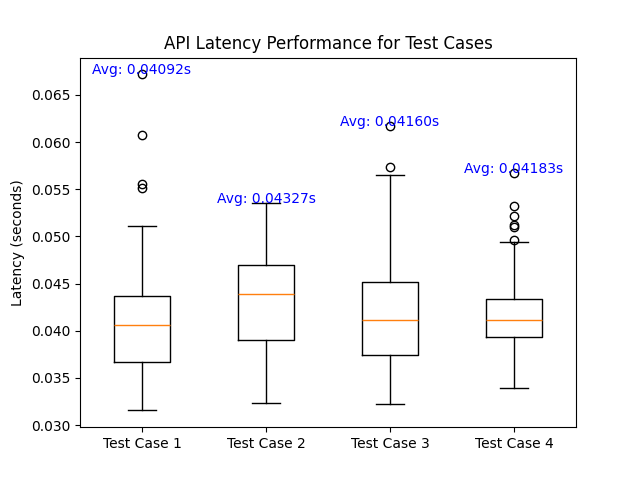 API Latency Performance for Test Cases
Avg: 0.04092s
Avg: 0.04160s
Avg: 0.04183s
Avg: 0.04327s
Latency (seconds)
0.065
0.060
0.055
0.050
0.045
0.040
0.035
0.030
Test Case 1
Test Case 2
Test Case 3
Test Case 4